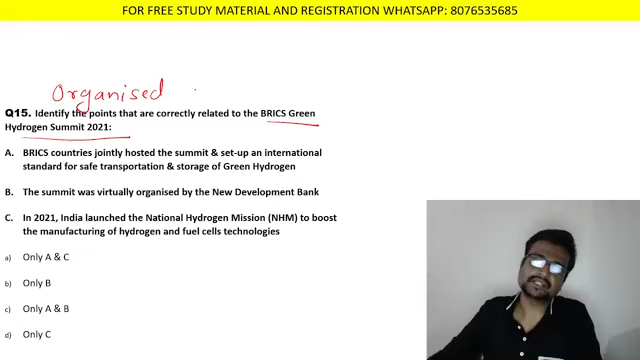 FOR FREE STUDY MATERIAL AND REGISTRATION WHATSAPP: 8076535685
Organised
Q15. Identify the points that are correctly related to the BRICS Green
Hydrogen Summit 2021:
A. BRICS countries jointly hosted the summit & set-up an international
standard for safe transportation & storage of Green Hydrogen
B. The summit was virtually organised by the New Development Bank
C. In 2021, India launched the National Hydrogen Mission (NHM) to boost
the manufacturing of hydrogen and fuel cells technologies
a) Only A & C
b) Only B
c) Only A & B
d) Only C